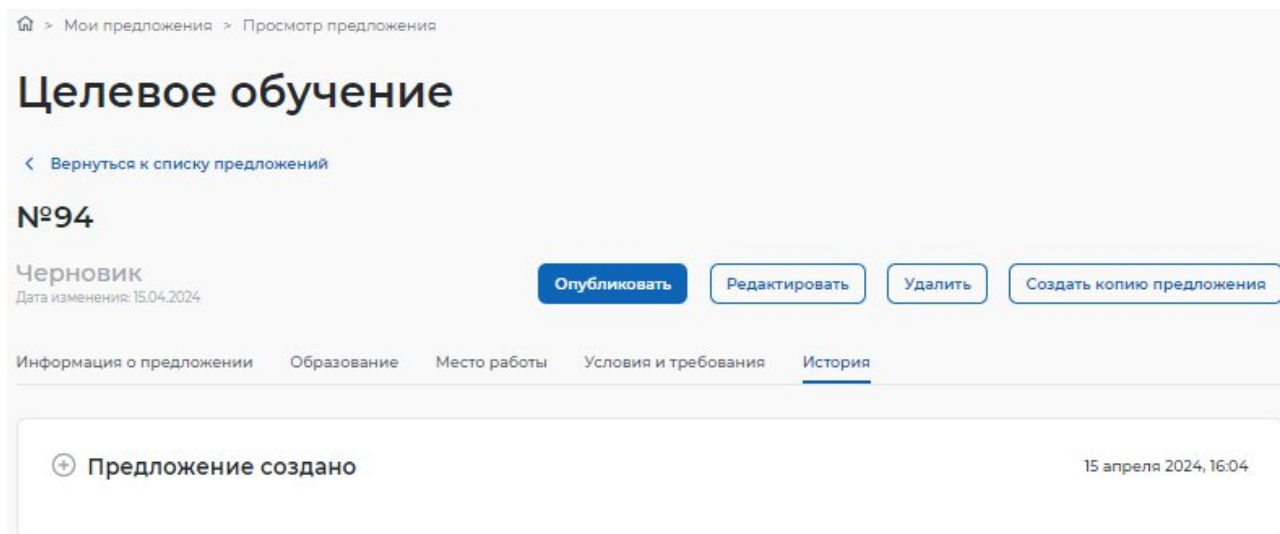 > Мои предложения > Просмотр предложения
Целевое обучение
< Вернуться к списку предложений
№94
Черновик
Дата изменения: 15.04.2024
Опубликовать Редактировать Удалить Создать копию предложения
Информация о предложении Образование Место работы Условия и требования История
Предложение создано 15 апреля 2024, 16:04